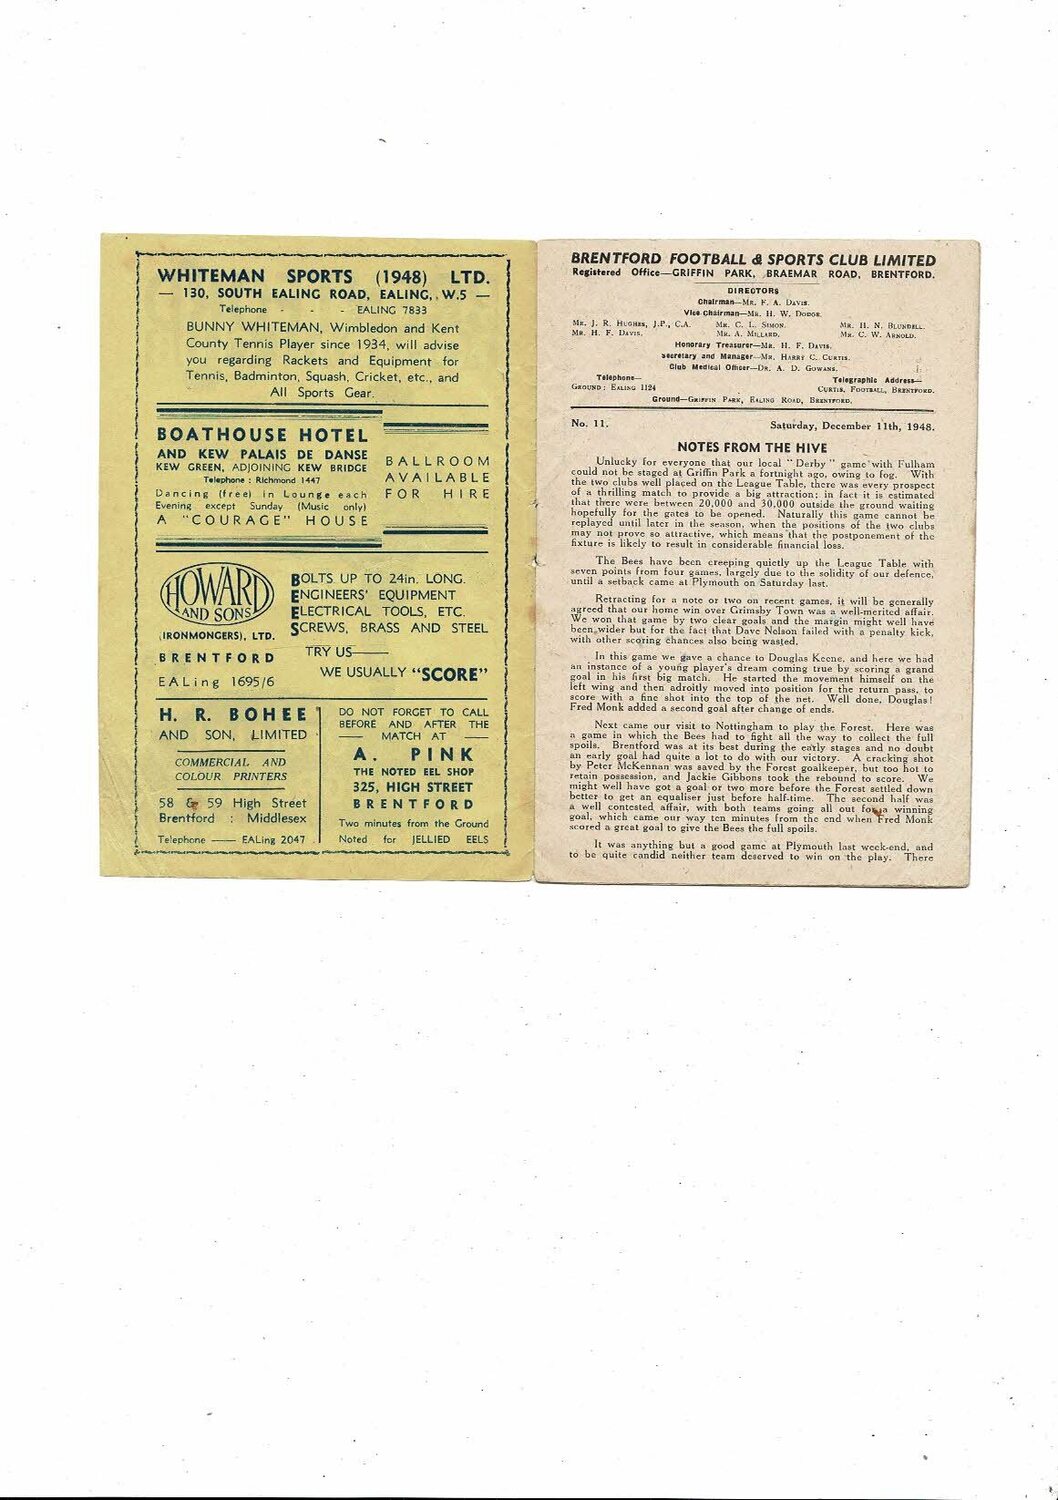 WHITEMAN SPORTS (1948) LTD.
— 130, SOUTH EALING ROAD, EALING, W.5 —
Telephone - - - EALING 7833
BUNNY WHITEMAN, Wimbledon and Kent
County Tennis Player since 1934, will advise
you regarding Rackets and Equipment for
Tennis, Badminton, Squash, Cricket, etc., and
All Sports Gear.
BOATHOUSE HOTEL
AND KEW PALAIS DE DANSE
KEW GREEN, ADJOINING KEW BRIDGE
Telephone : Richmond 1447
Dancing (free) in Lounge each
Evening except Sunday (Music only)
A "COURAGE" HOUSE
BALLROOM
AVAILABLE
FOR HIRE
HOWARD
AND SONS
(IRONMONGERS), LTD.
BRENTFORD
EALing 1695/6
BOLTS UP TO 24in. LONG.
ENGINEERS' EQUIPMENT
ELECTRICAL TOOLS, ETC.
SCREWS, BRASS AND STEEL
TRY US——
WE USUALLY "SCORE"
H. R. BOHEE
AND SON, LIMITED
COMMERCIAL AND
COLOUR PRINTERS
58 & 59 High Street
Brentford : Middlesex
Telephone —— EALing 2047
DO NOT FORGET TO CALL
BEFORE AND AFTER THE
—— MATCH AT ——
A. PINK
THE NOTED EEL SHOP
325, HIGH STREET
BRENTFORD
Two minutes from the Ground
Noted for JELLIED EELS
BRENTFORD FOOTBALL & SPORTS CLUB LIMITED
Registered Office—GRIFFIN PARK, BRAEMAR ROAD, BRENTFORD.
DIRECTORS
Chairman—MR. F. A. DAVIS.
Vice-Chairman—MR. H. W. DODGE.
MR. J. R. HUGHES, J.P., C.A. MR. C. L. SIMON. MR. H. N. BLUNDELL.
MR. H. F. DAVIS. MR. A. MILLARD. MR. C. W. ARNOLD.
Honorary Treasurer—MR. H. F. DAVIS.
Secretary and Manager—MR. HARRY C. CURTIS.
Club Medical Officer—DR. A. D. GOWANS.
Telephone— Telegraphic Address—
GROUND : EALING 1124 CURTIS, FOOTBALL, BRENTFORD.
Ground—GRIFFIN PARK, EALING ROAD, BRENTFORD.
No. 11. Saturday, December 11th, 1948.
NOTES FROM THE HIVE
Unlucky for everyone that our local "Derby" game with Fulham
could not be staged at Griffin Park a fortnight ago, owing to fog. With
the two clubs well placed on the League Table, there was every prospect
of a thrilling match to provide a big attraction; in fact it is estimated
that there were between 20,000 and 30,000 outside the ground waiting
hopefully for the gates to be opened. Naturally this game cannot be
replayed until later in the season, when the positions of the two clubs
may not prove so attractive, which means that the postponement of the
fixture is likely to result in considerable financial loss.
The Bees have been creeping quietly up the League Table with
seven points from four games, largely due to the solidity of our defence,
until a setback came at Plymouth on Saturday last.
Retracting for a note or two on recent games, it will be generally
agreed that our home win over Grimsby Town was a well-merited affair.
We won that game by two clear goals and the margin might well have
been wider but for the fact that Dave Nelson failed with a penalty kick,
with other scoring chances also being wasted.
In this game we gave a chance to Douglas Keene, and here we had
an instance of a young player's dream coming true by scoring a grand
goal in his first big match. He started the movement himself on the
left wing and then adroitly moved into position for the return pass, to
score with a fine shot into the top of the net. Well done, Douglas!
Fred Monk added a second goal after change of ends.
Next came our visit to Nottingham to play the Forest. Here was
a game in which the Bees had to fight all the way to collect the full
spoils. Brentford was at its best during the early stages and no doubt
an early goal had quite a lot to do with our victory. A cracking shot
by Peter McKennan was saved by the Forest goalkeeper, but too hot to
retain possession, and Jackie Gibbons took the rebound to score. We
might well have got a goal or two more before the Forest settled down
better to get an equaliser just before half-time. The second half was
a well contested affair, with both teams going all out for a winning
goal, which came our way ten minutes from the end when Fred Monk
scored a great goal to give the Bees the full spoils.
It was anything but a good game at Plymouth last week-end, and
to be quite candid neither team deserved to win on the play. There